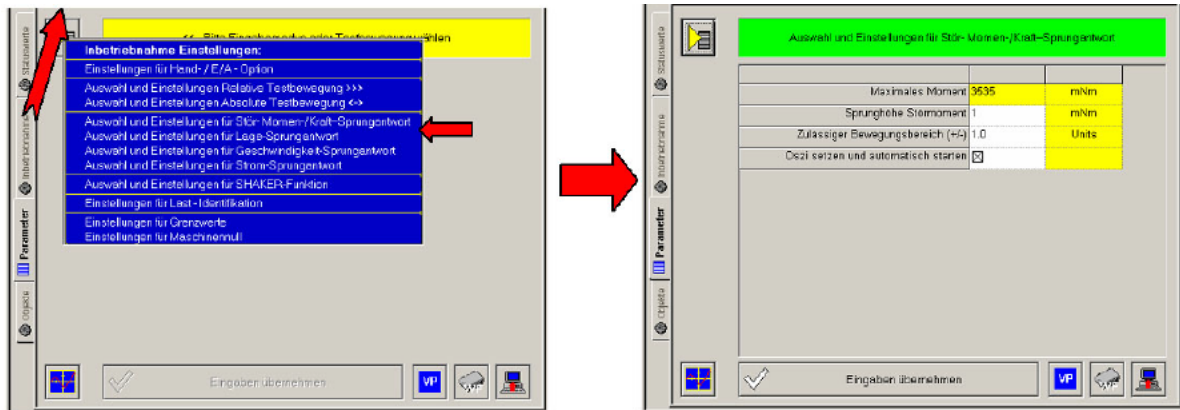 << Bitte Eingabemodus oder Testbewegung wählen
Inbetriebnahme Einstellungen:
Einstellungen für Hand- / E/A - Option
Auswahl und Einstellungen Relative Testbewegung >>>
Auswahl und Einstellungen Absolute Testbewegung <->
Auswahl und Einstellungen für Stör- Momen-/Kraft-Sprungantwort
Auswahl und Einstellungen für Lage-Sprungantwort
Auswahl und Einstellungen für Geschwindigkeit-Sprungantwort
Auswahl und Einstellungen für Strom-Sprungantwort
Auswahl und Einstellungen für SHAKER-Funktion
Einstellungen für Last-Identifikation
Einstellungen für Grenzwerte
Einstellungen für Maschinennull
Statuswerte
Inbetriebnahme
Parameter
Objekte
Eingaben übernehmen
VP
Auswahl und Einstellungen für Stör- Momen-/Kraft-Sprungantwort
Maximales Moment 3535 mNm
Sprunghöhe Störmoment 1 mNm
Zulässiger Bewegungsbereich (+/-) 1.0 Units
Oszi setzen und automatisch starten
Statuswerte
Inbetriebnahme
Parameter
Objekte
Eingaben übernehmen
VP